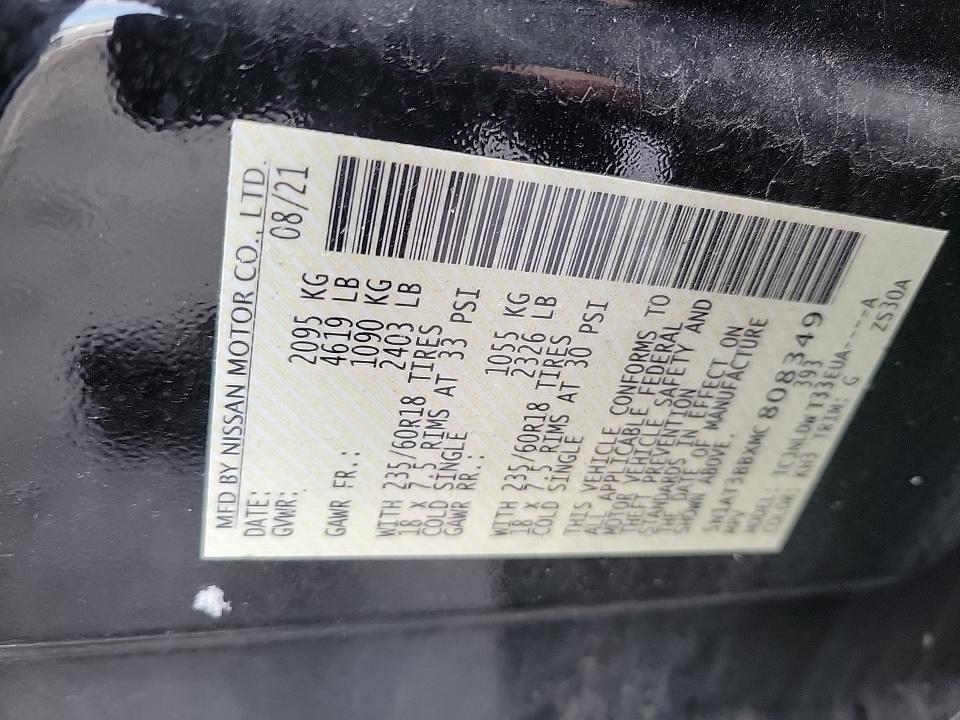 MFD BY NISSAN MOTOR CO., LTD.
DATE: 08/21
GVWR: 2095 KG
4619 LB
GAWR FR.: 1090 KG
2403 LB
WITH 235/60R18 TIRES
18 X 7.5 RIMS AT 33 PSI
COLD SINGLE
GAWR RR.: 1055 KG
2326 LB
WITH 235/60R18 TIRES
18 X 7.5 RIMS AT 30 PSI
COLD SINGLE
THIS VEHICLE CONFORMS TO
ALL APPLICABLE FEDERAL
MOTOR VEHICLE SAFETY AND
THEFT PREVENTION
STANDARDS IN EFFECT ON
THE DATE OF MANUFACTURE
SHOWN ABOVE.
5N1AT3BBXMC 808349
MPV 393
MODEL: TCJNLDWT33EUA----A
COLOR: KH3 TRIM: G ZS30A